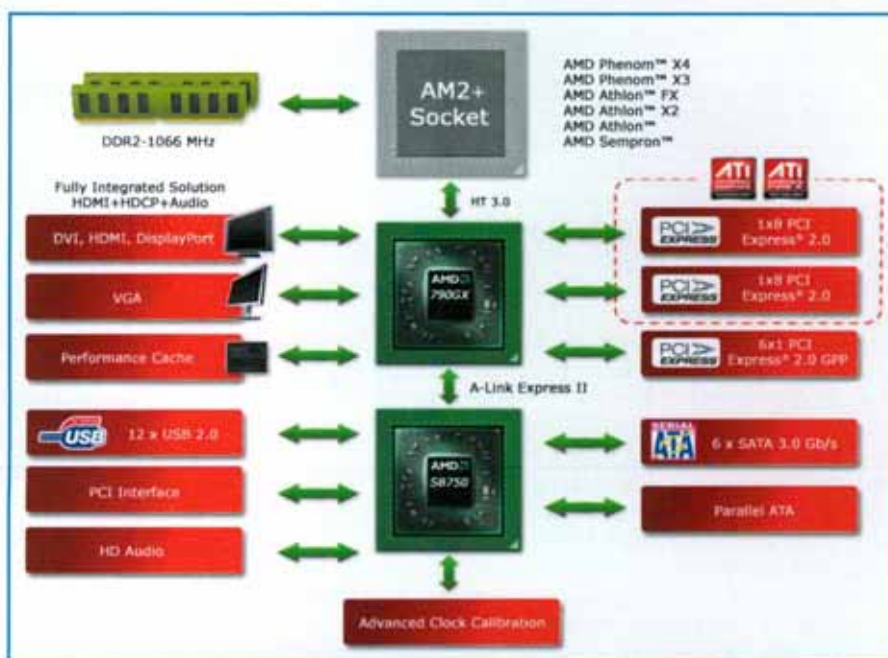 AM2+
Socket
DDR2-1066 MHz
AMD Phenom™ X4
AMD Phenom™ X3
AMD Athlon™ FX
AMD Athlon™ X2
AMD Athlon™
AMD Sempron™
HT 3.0
Fully Integrated Solution
HDMI+HDCP+Audio
DVI, HDMI, DisplayPort
VGA
Performance Cache
AMD
790GX
ATI
ATI
PCI EXPRESS
1x8 PCI
Express® 2.0
PCI EXPRESS
1x8 PCI
Express® 2.0
PCI EXPRESS
6x1 PCI
Express® 2.0 GPP
A-Link Express II
USB
12 x USB 2.0
PCI Interface
HD Audio
AMD
SB750
SERIAL
ATA
6 x SATA 3.0 Gb/s
Parallel ATA
Advanced Clock Calibration